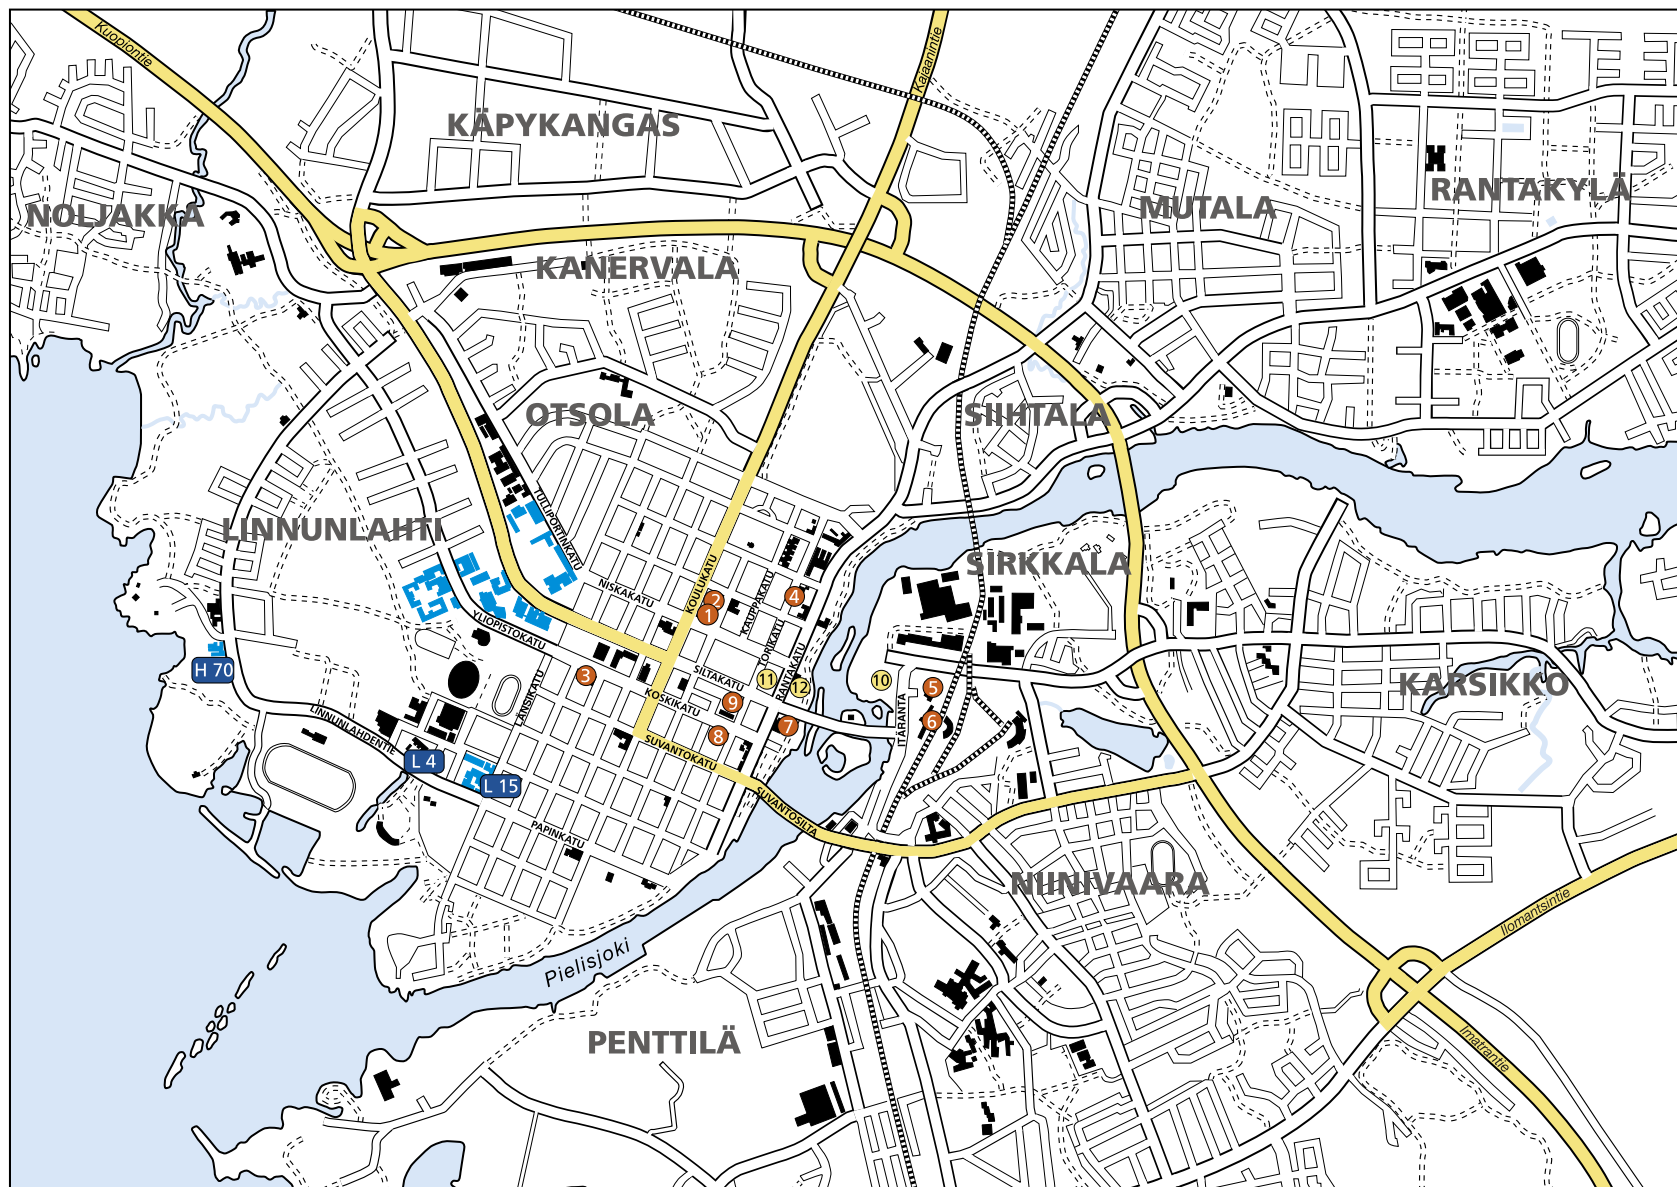 Kuopiontie
Kajaanintie
KÄPYKANGAS
NOLJAKKA
MUTALA
RANTAKYLÄ
KANERVALA
OTSOLA
SIIHTALA
LINNUNLAHTI
TULLIPORTINKATU
SIRKKALA
NISKAKATU
KOULUKATU
KAUPPAKATU
2
1
4
YLIOPISTOKATU
TORIKATU
RANTAKATU
H 70
3
SILTAKATU
11
12
10
5
KARSIKKO
LÄNSIKATU
KOSKIKATU
9
LINNUNLAHDENTIE
8
7
6
ITÄRANTA
SUVANTOKATU
L 4
L 15
SUVANTOSILTA
PAPINKATU
NIINIVAARA
Ilomantsintie
Pielisjoki
PENTTILÄ
Imatrantie